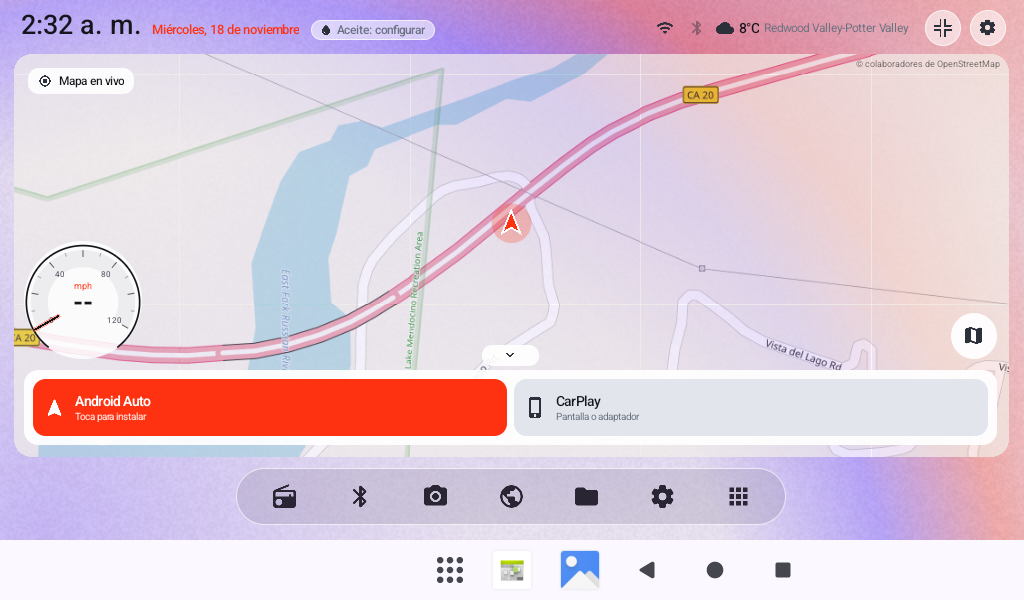 2:32 a. m.
Miércoles, 18 de noviembre
Aceite: configurar
8°C
Redwood Valley-Potter Valley
Mapa en vivo
© colaboradores de OpenStreetMap
CA 20
Lake Mendocino Recreation Area
East Fork Russian Riv
40
80
mph
--
120
CA 20
Vista del Lago Rd
Vis
Android Auto
Toca para instalar
CarPlay
Pantalla o adaptador